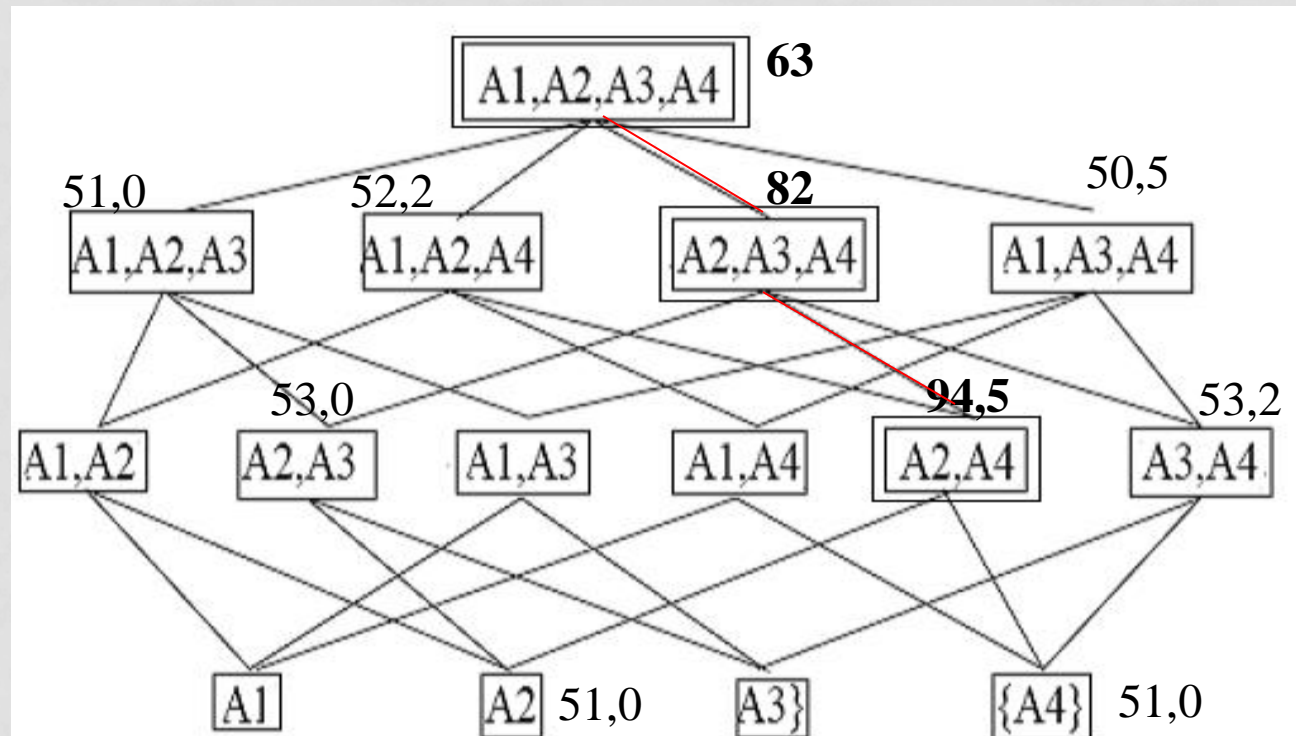 63
A1,A2,A3,A4
51,0 52,2 82 50,5
A1,A2,A3 A1,A2,A4 A2,A3,A4 A1,A3,A4
53,0 94,5 53,2
A1,A2 A2,A3 A1,A3 A1,A4 A2,A4 A3,A4
A1 A2 51,0 A3} {A4} 51,0